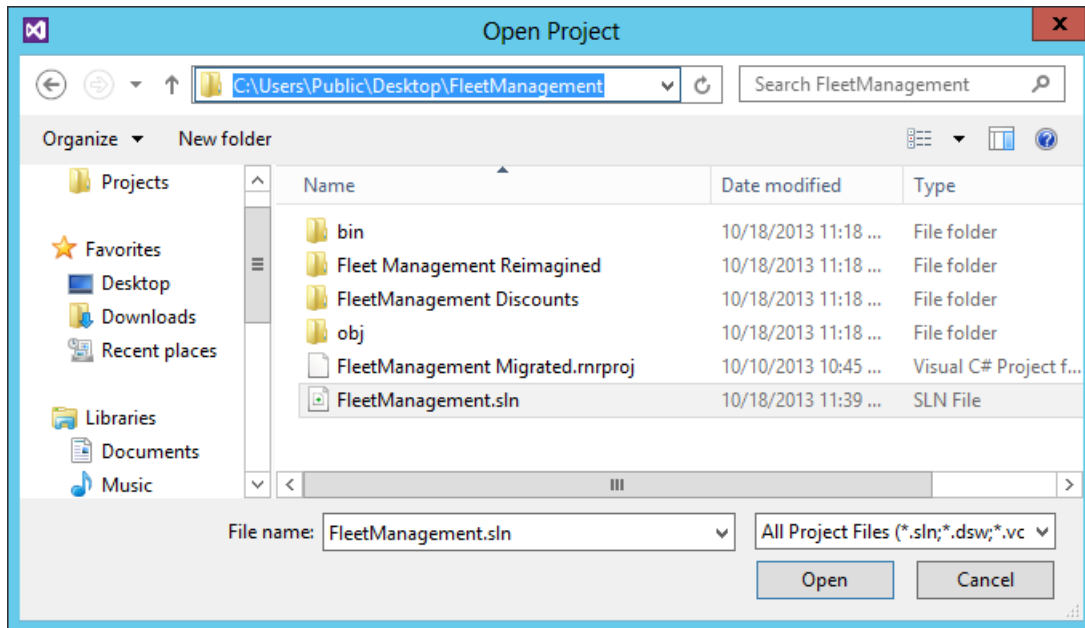 Open Project
x
C:\Users\Public\Desktop\FleetManagement
Search FleetManagement
Organize
New folder
Projects
Favorites
Desktop
Downloads
Recent places
Libraries
Documents
Music
Name Date modified Type
bin 10/18/2013 11:18 ... File folder
Fleet Management Reimagined 10/18/2013 11:18 ... File folder
FleetManagement Discounts 10/18/2013 11:18 ... File folder
obj 10/18/2013 11:18 ... File folder
FleetManagement Migrated.rnrproj 10/10/2013 10:45 ... Visual C# Project f...
FleetManagement.sln 10/18/2013 11:39 ... SLN File
File name: FleetManagement.sln All Project Files (*.sln;*.dsw;*.vc
Open Cancel